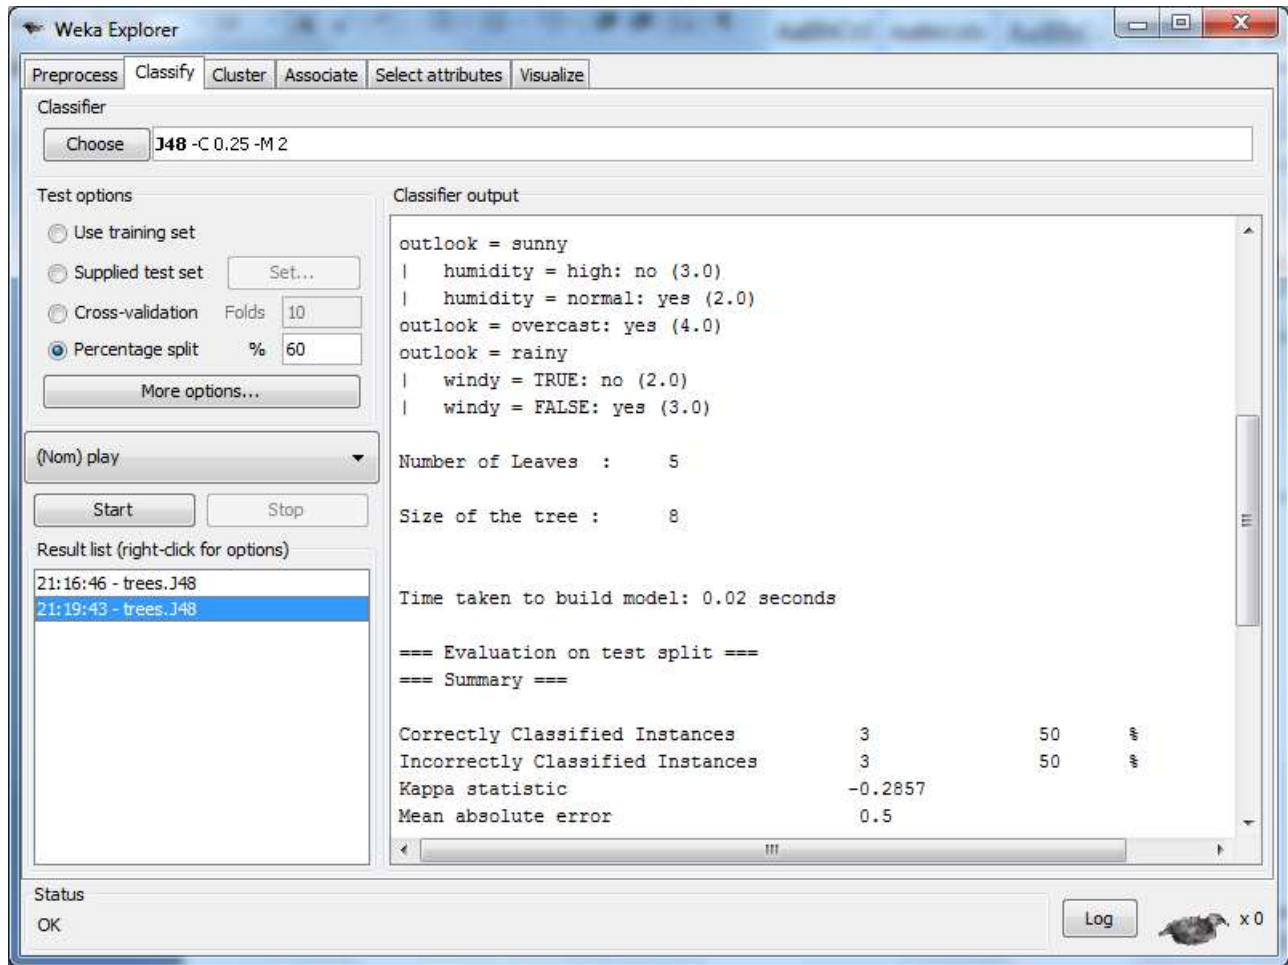 Weka Explorer
Preprocess Classify Cluster Associate Select attributes Visualize
Classifier
Choose J48 -C 0.25 -M 2
Test options
Use training set
Supplied test set Set...
Cross-validation Folds 10
Percentage split % 60
More options...
(Nom) play
Start Stop
Result list (right-click for options)
21:16:46 - trees.J48
21:19:43 - trees.J48
Classifier output
outlook = sunny
|   humidity = high: no (3.0)
|   humidity = normal: yes (2.0)
outlook = overcast: yes (4.0)
outlook = rainy
|   windy = TRUE: no (2.0)
|   windy = FALSE: yes (3.0)
Number of Leaves  :     5
Size of the tree :     8
Time taken to build model: 0.02 seconds
=== Evaluation on test split ===
=== Summary ===
Correctly Classified Instances 3 50 %
Incorrectly Classified Instances 3 50 %
Kappa statistic -0.2857
Mean absolute error 0.5
Status
OK
Log x 0